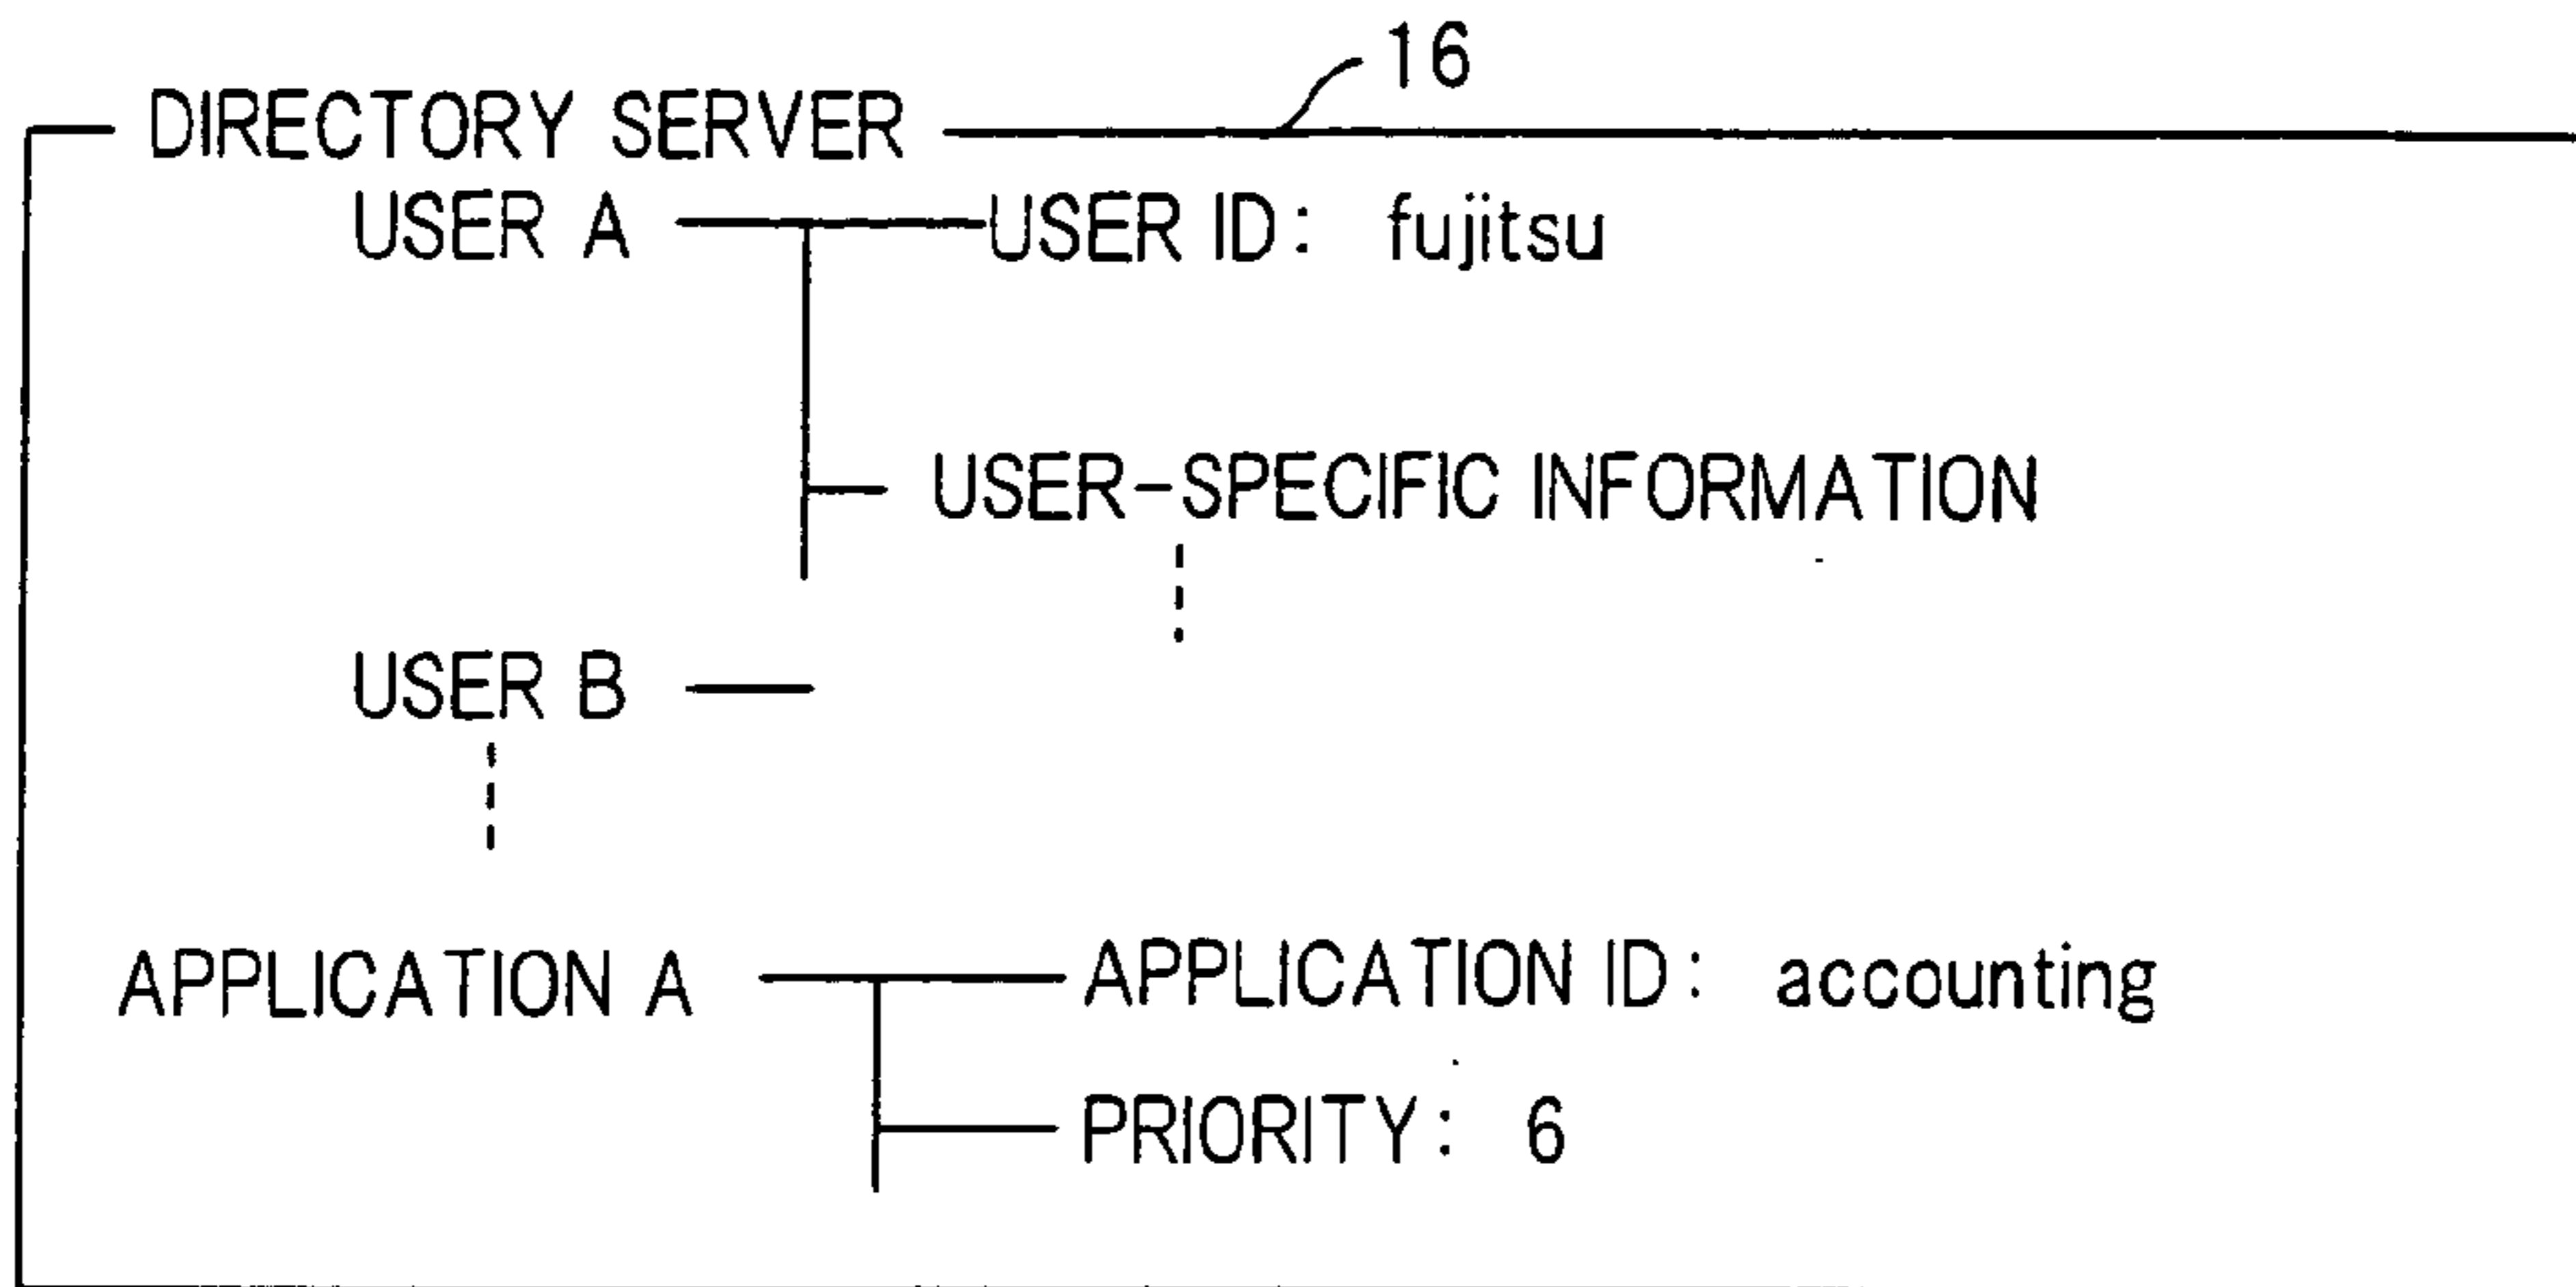 16
DIRECTORY SERVER
USER A USER ID: fujitsu
USER-SPECIFIC INFORMATION
USER B
APPLICATION A APPLICATION ID: accounting
PRIORITY: 6